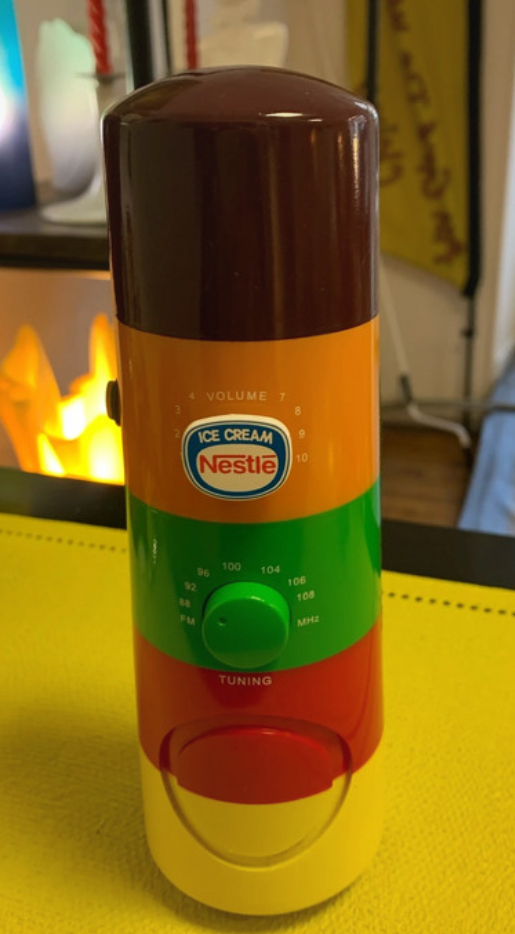 4 VOLUME 7
3 8
2 9
10
ICE CREAM
Nestlé
96 100 104
92 106
88 108
FM MHz
TUNING